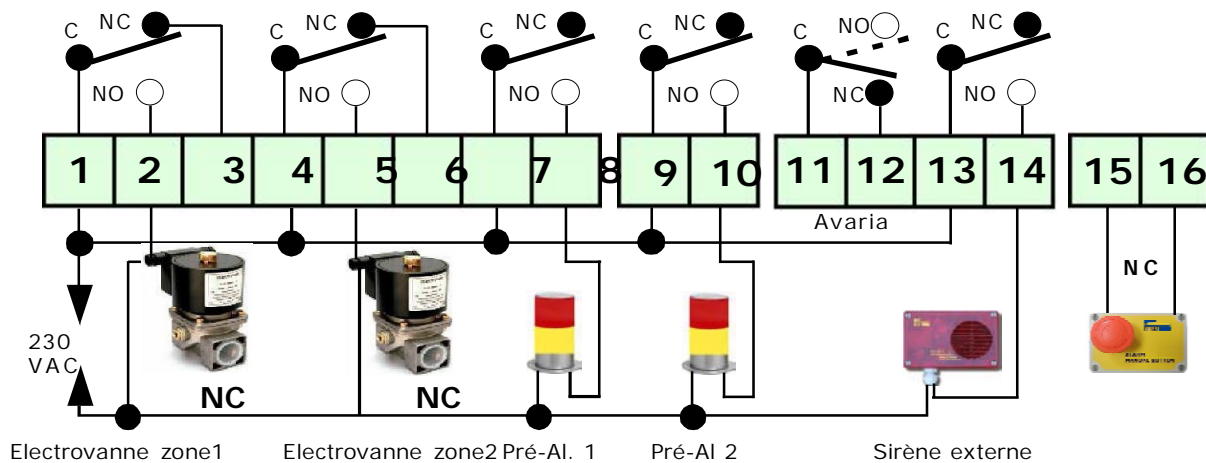 C NC C NC C NC C NC C NO C NC
NO NO NO NO NC NO
1 2 3 4 5 6 7 8 9 10 11 12 13 14 15 16
Avaria
NC
230
VAC
NC NC
Electrovanne zone1 Electrovanne zone2 Pré-Al. 1 Pré-Al 2 Sirène externe